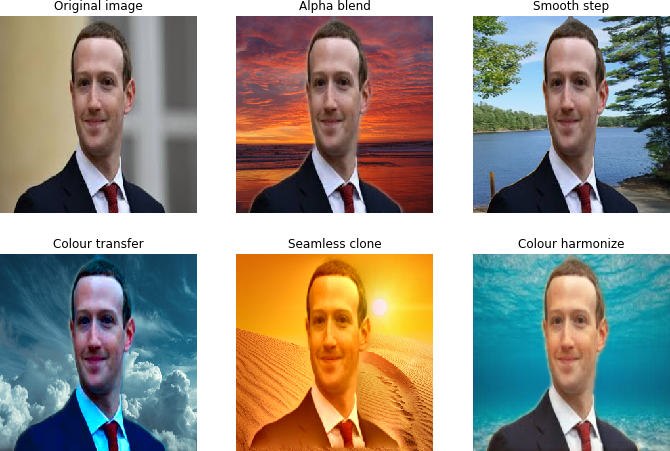 Original image
Alpha blend
Smooth step
Colour transfer
Seamless clone
Colour harmonize